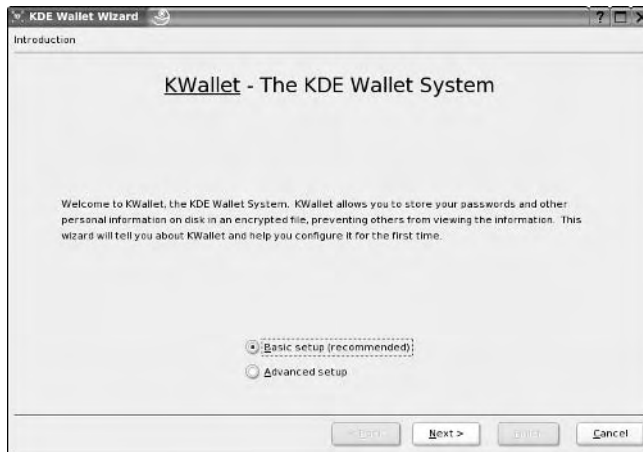 KDE Wallet Wizard
Introduction
KWallet - The KDE Wallet System
Welcome to KWallet, the KDE Wallet System. KWallet allows you to store your passwords and other
personal information on disk in an encrypted file, preventing others from viewing the information. This
wizard will tell you about KWallet and help you configure it for the first time.
Basic setup (recommended)
Advanced setup
< Back Next > Cancel